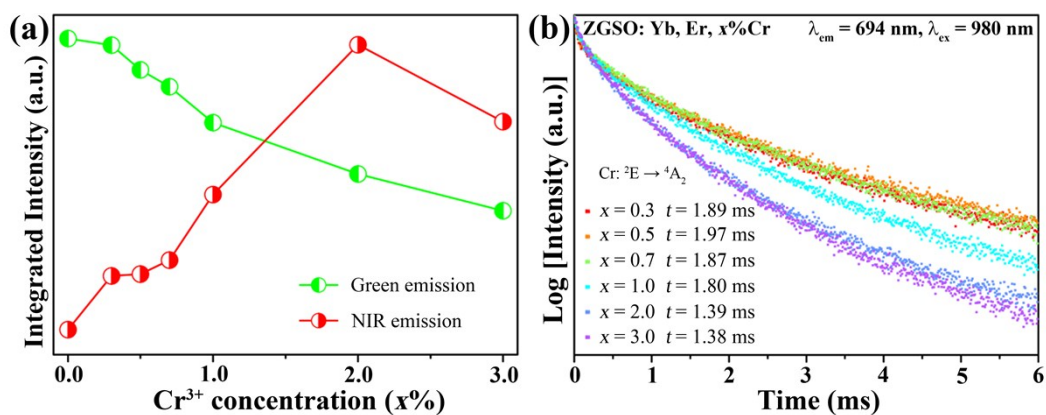 (a)
Integrated Intensity (a.u.)
Green emission
NIR emission
0.0 1.0 2.0 3.0
Cr³⁺ concentration (x%)
(b)
ZGSO: Yb, Er, x%Cr λem = 694 nm, λex = 980 nm
Log [Intensity (a.u.)]
Cr: ²E → ⁴A₂
x = 0.3 t = 1.89 ms
x = 0.5 t = 1.97 ms
x = 0.7 t = 1.87 ms
x = 1.0 t = 1.80 ms
x = 2.0 t = 1.39 ms
x = 3.0 t = 1.38 ms
0 1 2 3 4 5 6
Time (ms)